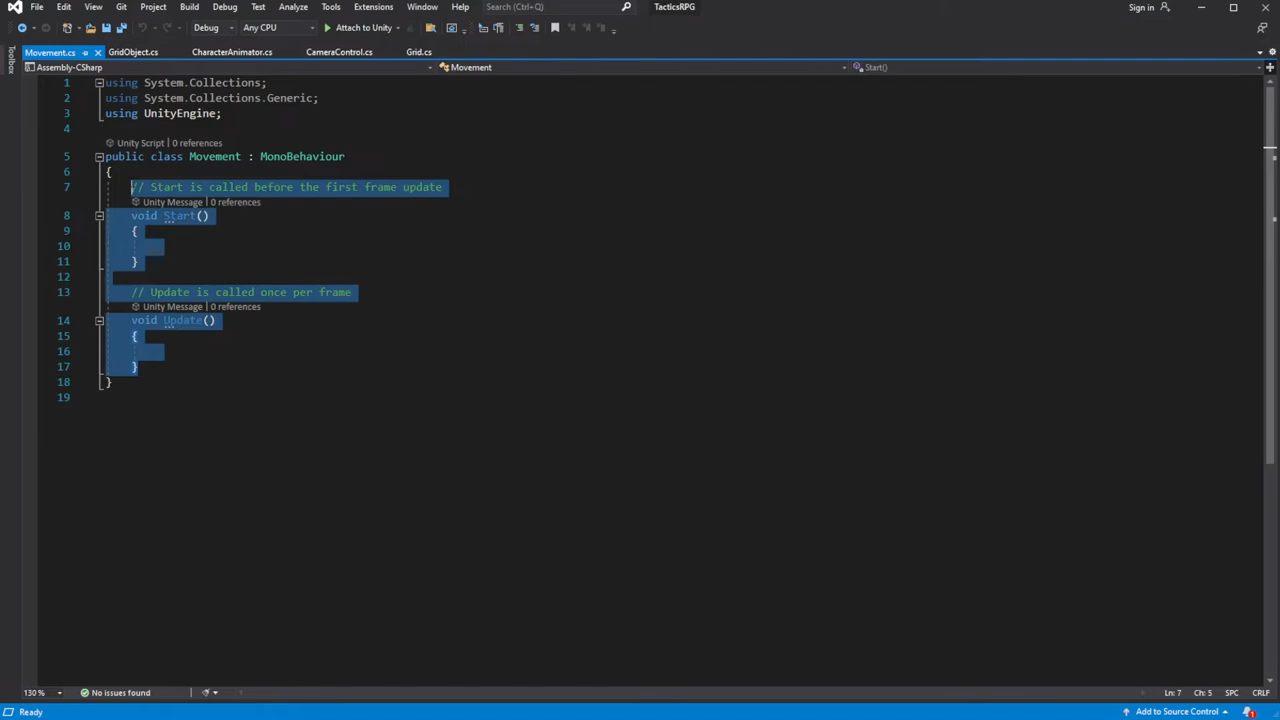 File Edit View Git Project Build Debug Test Analyze Tools Extensions Window Help Search (Ctrl+Q) TacticsRPG Sign in
Debug Any CPU Attach to Unity
Movement.cs GridObject.cs CharacterAnimator.cs CameraControl.cs Grid.cs
Toolbox
Assembly-CSharp Movement Start()
1 using System.Collections;
2 using System.Collections.Generic;
3 using UnityEngine;
4
Unity Script | 0 references
5 public class Movement : MonoBehaviour
6 {
7 // Start is called before the first frame update
Unity Message | 0 references
8 void Start()
9 {
10
11 }
12
13 // Update is called once per frame
Unity Message | 0 references
14 void Update()
15 {
16
17 }
18 }
19
130 % No issues found Ln: 7 Ch: 5 SPC CRLF
Ready Add to Source Control 1